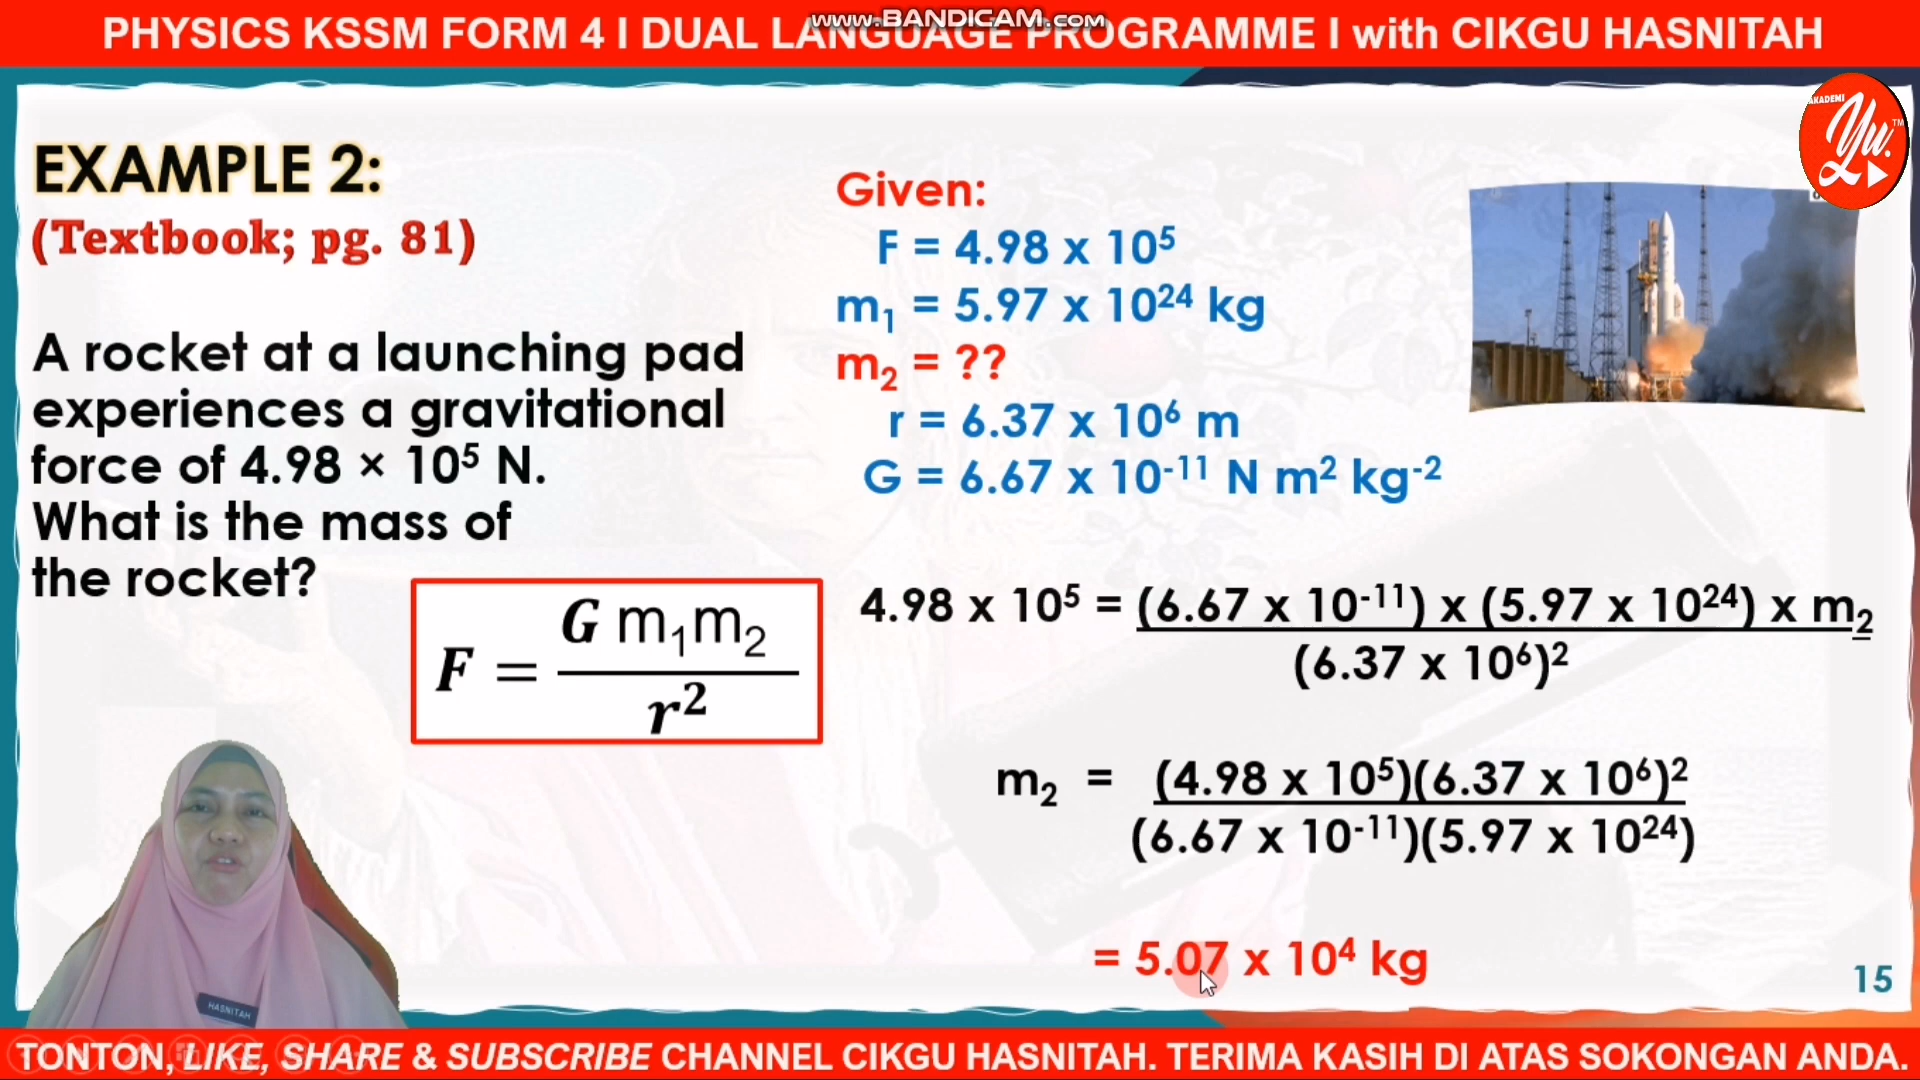 www.BANDICAM.com
PHYSICS KSSM FORM 4 I DUAL LANGUAGE PROGRAMME I with CIKGU HASNITAH
AKADEMI
Yu.
TM
EXAMPLE 2:
(Textbook; pg. 81)
A rocket at a launching pad
experiences a gravitational
force of 4.98 × 10⁵ N.
What is the mass of
the rocket?
F = G m₁m₂ / r²
Given:
F = 4.98 x 10⁵
m₁ = 5.97 x 10²⁴ kg
m₂ = ??
r = 6.37 x 10⁶ m
G = 6.67 x 10⁻¹¹ N m² kg⁻²
4.98 x 10⁵ = (6.67 x 10⁻¹¹) x (5.97 x 10²⁴) x m₂
(6.37 x 10⁶)²
m₂ = (4.98 x 10⁵)(6.37 x 10⁶)²
(6.67 x 10⁻¹¹)(5.97 x 10²⁴)
= 5.07 x 10⁴ kg
HASNITAH
15
TONTON, LIKE, SHARE & SUBSCRIBE CHANNEL CIKGU HASNITAH. TERIMA KASIH DI ATAS SOKONGAN ANDA.